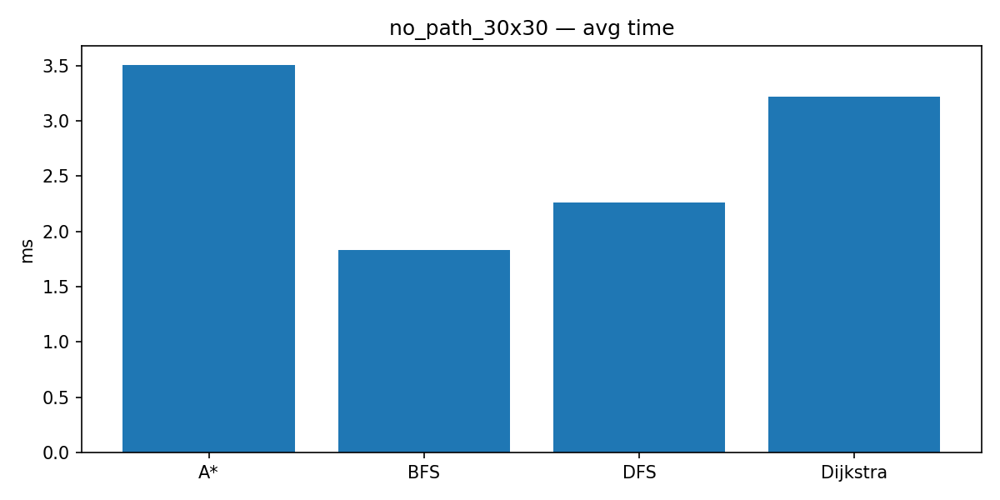 no_path_30x30 — avg time
ms
3.5
3.0
2.5
2.0
1.5
1.0
0.5
0.0
A*
BFS
DFS
Dijkstra